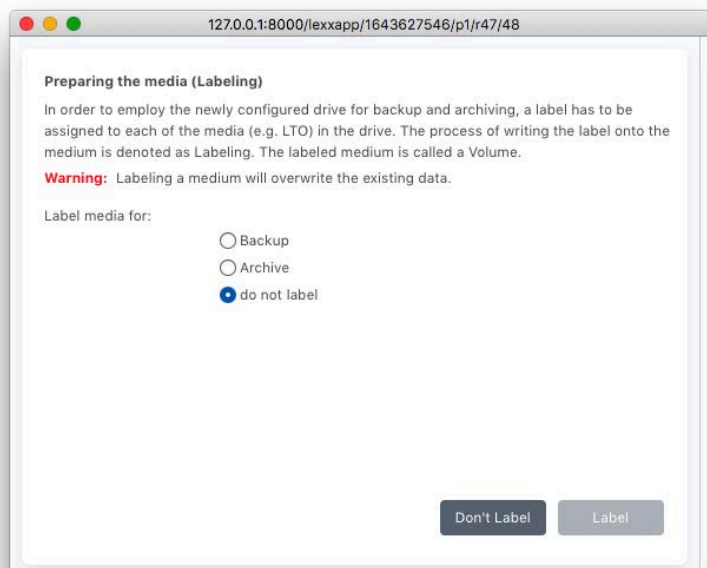 127.0.0.1:8000/lexxapp/1643627546/p1/r47/48
Preparing the media (Labeling)
In order to employ the newly configured drive for backup and archiving, a label has to be
assigned to each of the media (e.g. LTO) in the drive. The process of writing the label onto the
medium is denoted as Labeling. The labeled medium is called a Volume.
Warning: Labeling a medium will overwrite the existing data.
Label media for:
Backup
Archive
do not label
Don't Label Label